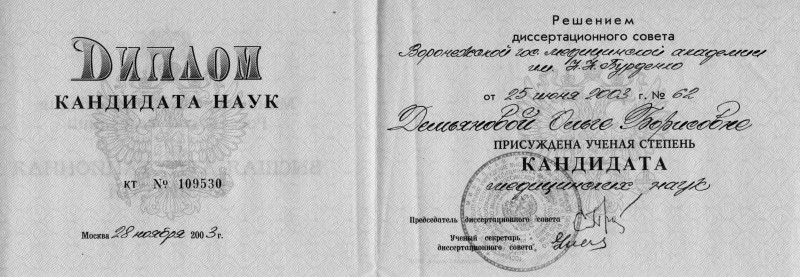 ДИПЛОМ
КАНДИДАТА НАУК
КТ № 109530
Москва 28 ноября 2003 г.
Решением
диссертационного совета
Воронежской гос. медицинской академии
им. Н.Н. Бурденко
от 25 июня 2003 г. № 62
Демьяновой Ольге Борисовне
ПРИСУЖДЕНА УЧЕНАЯ СТЕПЕНЬ
КАНДИДАТА
медицинских наук
Председатель диссертационного совета
Ученый секретарь
диссертационного совета